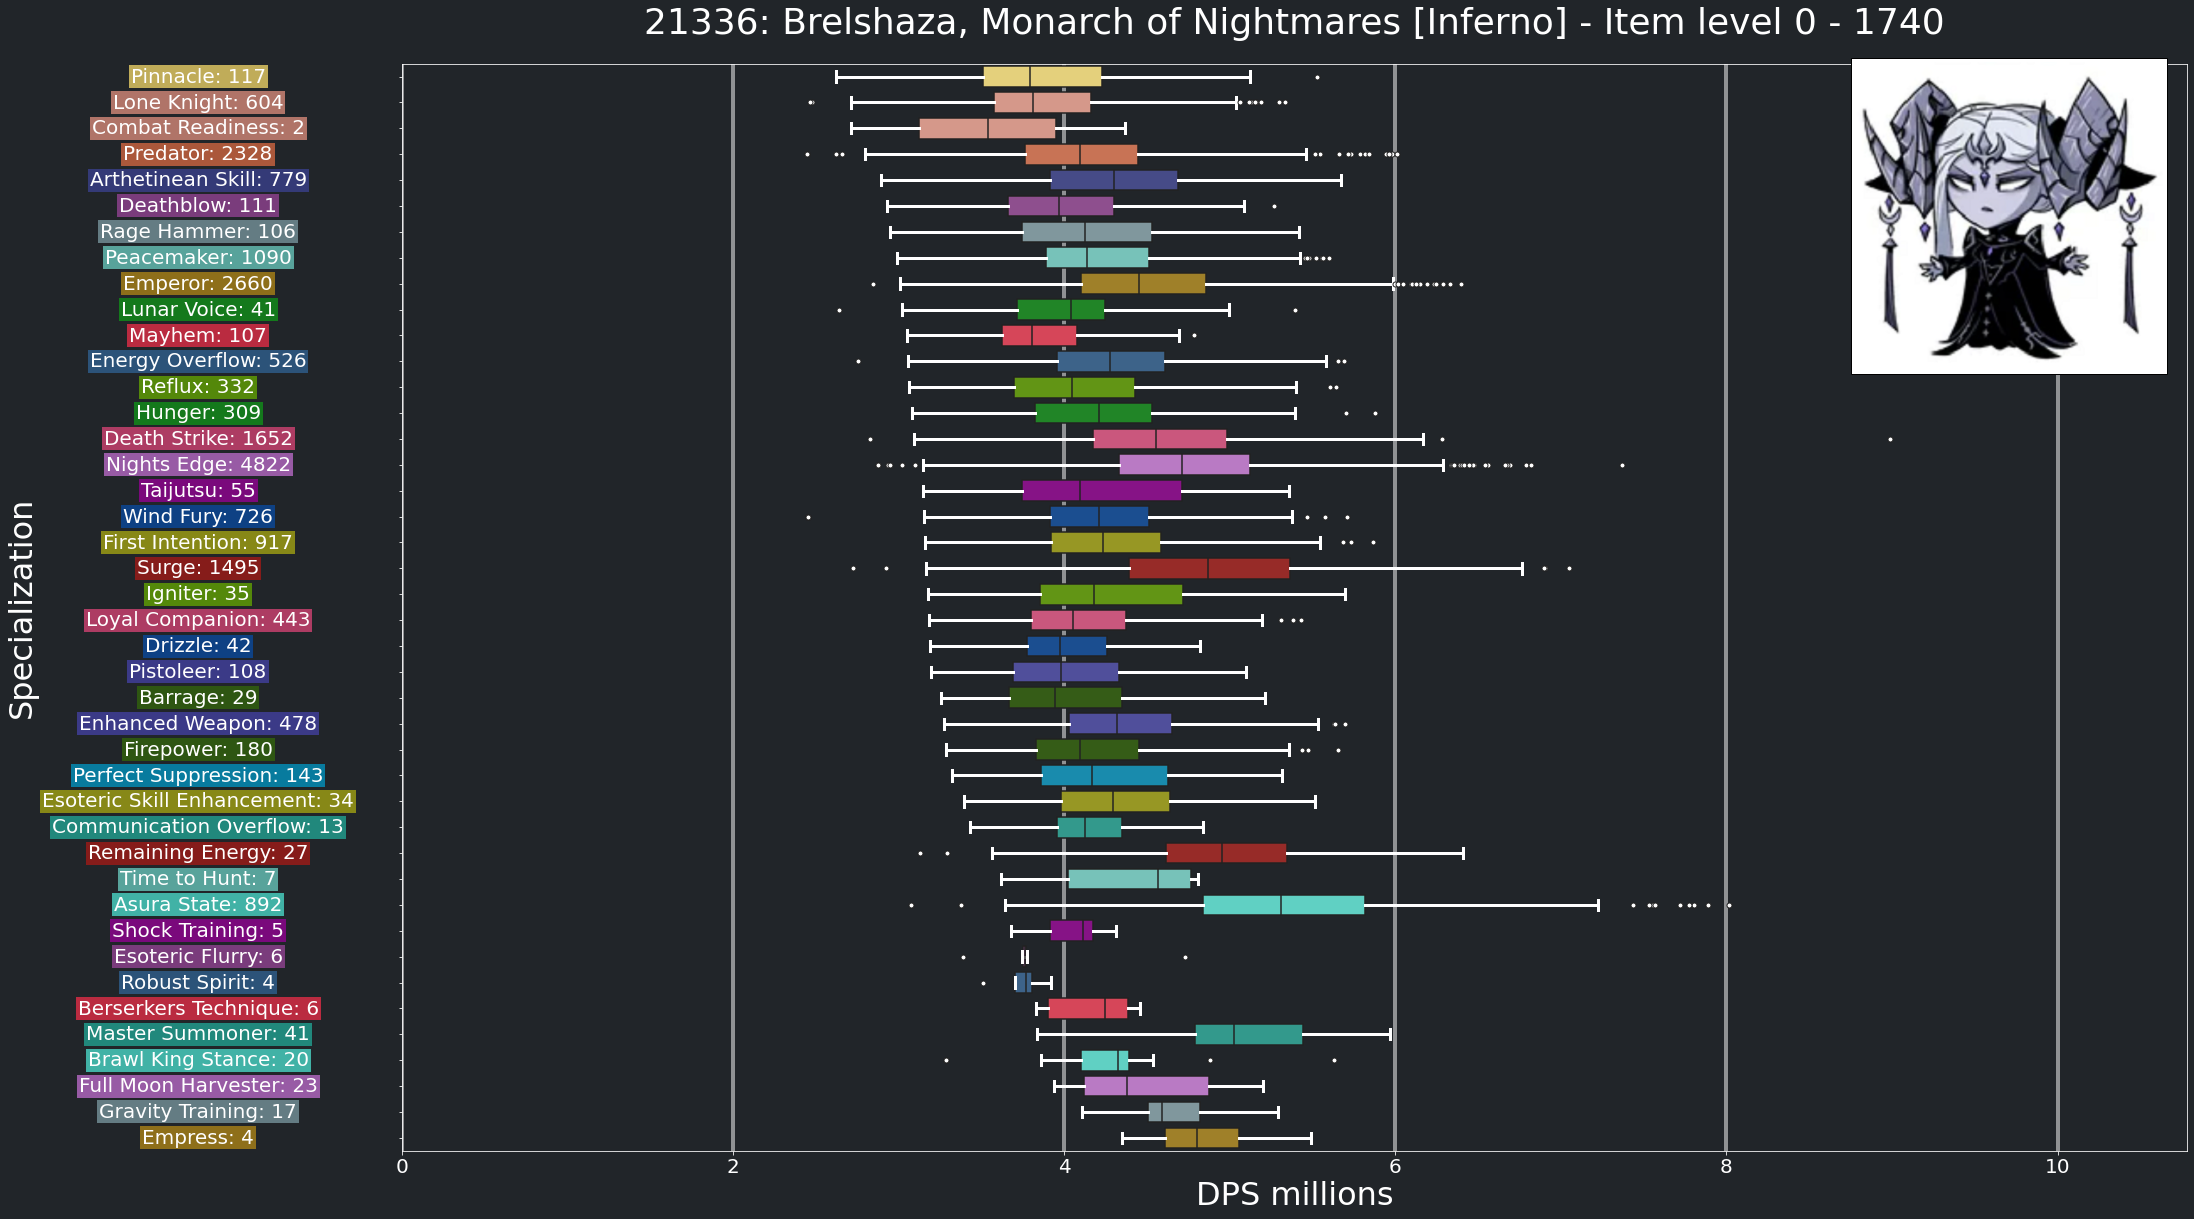 21336: Brelshaza, Monarch of Nightmares [Inferno] - Item level 0 - 1740
Specialization
Pinnacle: 117
Lone Knight: 604
Combat Readiness: 2
Predator: 2328
Arthetinean Skill: 779
Deathblow: 111
Rage Hammer: 106
Peacemaker: 1090
Emperor: 2660
Lunar Voice: 41
Mayhem: 107
Energy Overflow: 526
Reflux: 332
Hunger: 309
Death Strike: 1652
Nights Edge: 4822
Taijutsu: 55
Wind Fury: 726
First Intention: 917
Surge: 1495
Igniter: 35
Loyal Companion: 443
Drizzle: 42
Pistoleer: 108
Barrage: 29
Enhanced Weapon: 478
Firepower: 180
Perfect Suppression: 143
Esoteric Skill Enhancement: 34
Communication Overflow: 13
Remaining Energy: 27
Time to Hunt: 7
Asura State: 892
Shock Training: 5
Esoteric Flurry: 6
Robust Spirit: 4
Berserkers Technique: 6
Master Summoner: 41
Brawl King Stance: 20
Full Moon Harvester: 23
Gravity Training: 17
Empress: 4
0 2 4 6 8 10
DPS millions